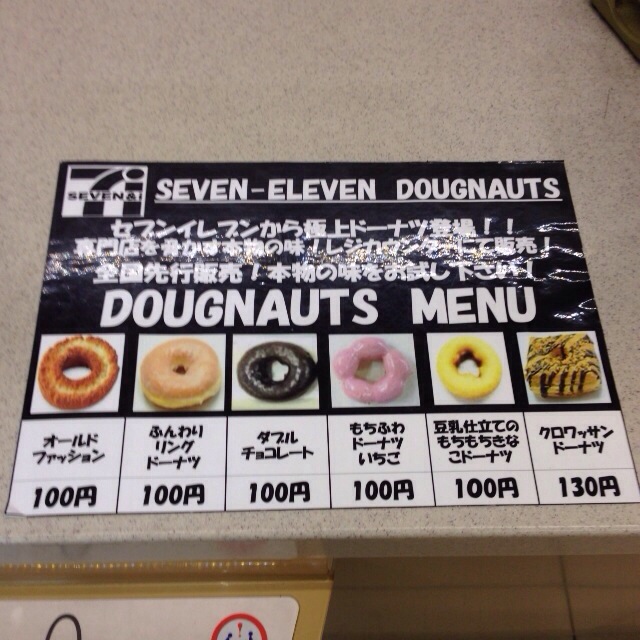 SEVEN&i
SEVEN-ELEVEN DOUGNAUTS
セブンイレブンから極上ドーナツ登場！！
専門店を脅かす本物の味！レジカウンターにて販売！
全国先行販売！本物の味をお試し下さい！
DOUGNAUTS MENU
オールド
ファッション
100円
ふんわり
リング
ドーナツ
100円
ダブル
チョコレート
100円
もちふわ
ドーナツ
いちご
100円
豆乳仕立ての
もちもちきな
こドーナツ
100円
クロワッサン
ドーナツ
130円